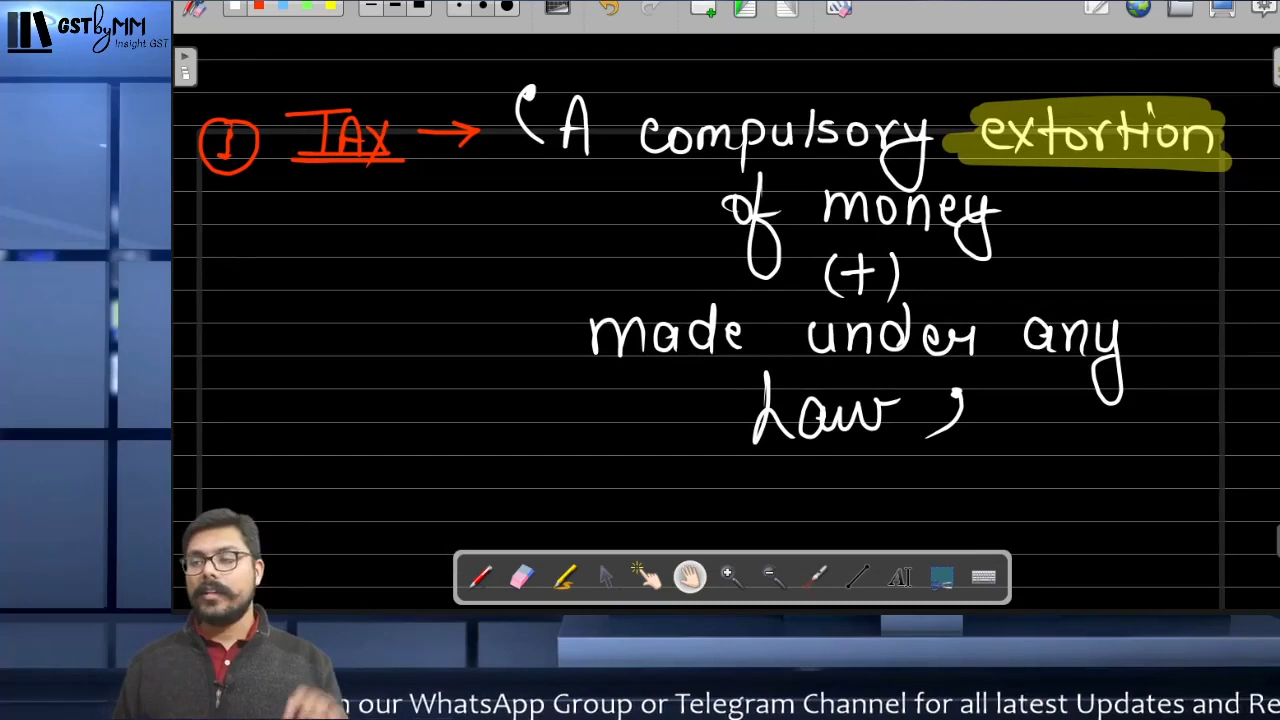 GSTbyMM
Insight GST
1 TAX → (A compulsory extortion
of money
(+)
made under any
Law )
AI
n our WhatsApp Group or Telegram Channel for all latest Updates and Re